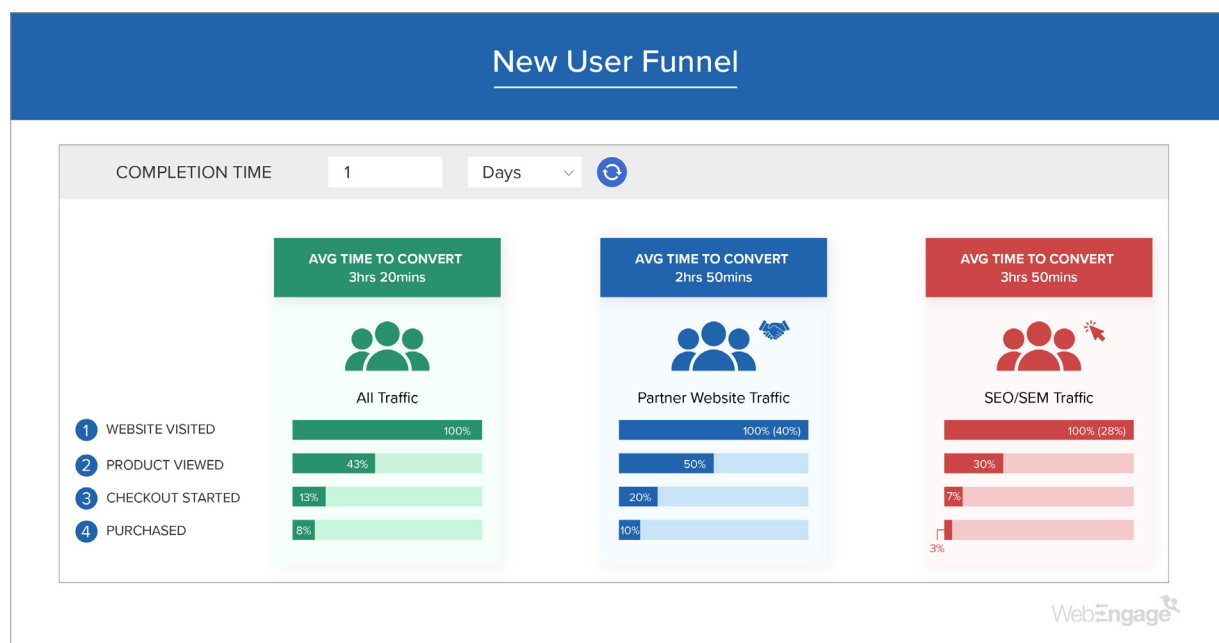 New User Funnel
COMPLETION TIME 1 Days
AVG TIME TO CONVERT
3hrs 20mins
AVG TIME TO CONVERT
2hrs 50mins
AVG TIME TO CONVERT
3hrs 50mins
All Traffic
Partner Website Traffic
SEO/SEM Traffic
1 WEBSITE VISITED 100% 100% (40%) 100% (28%)
2 PRODUCT VIEWED 43% 50% 30%
3 CHECKOUT STARTED 13% 20% 7%
4 PURCHASED 8% 10% 3%
WebEngage